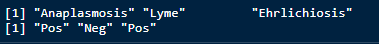 [1] "Anaplasmosis" "Lyme"         "Ehrlichiosis"
[1] "Pos" "Neg" "Pos"